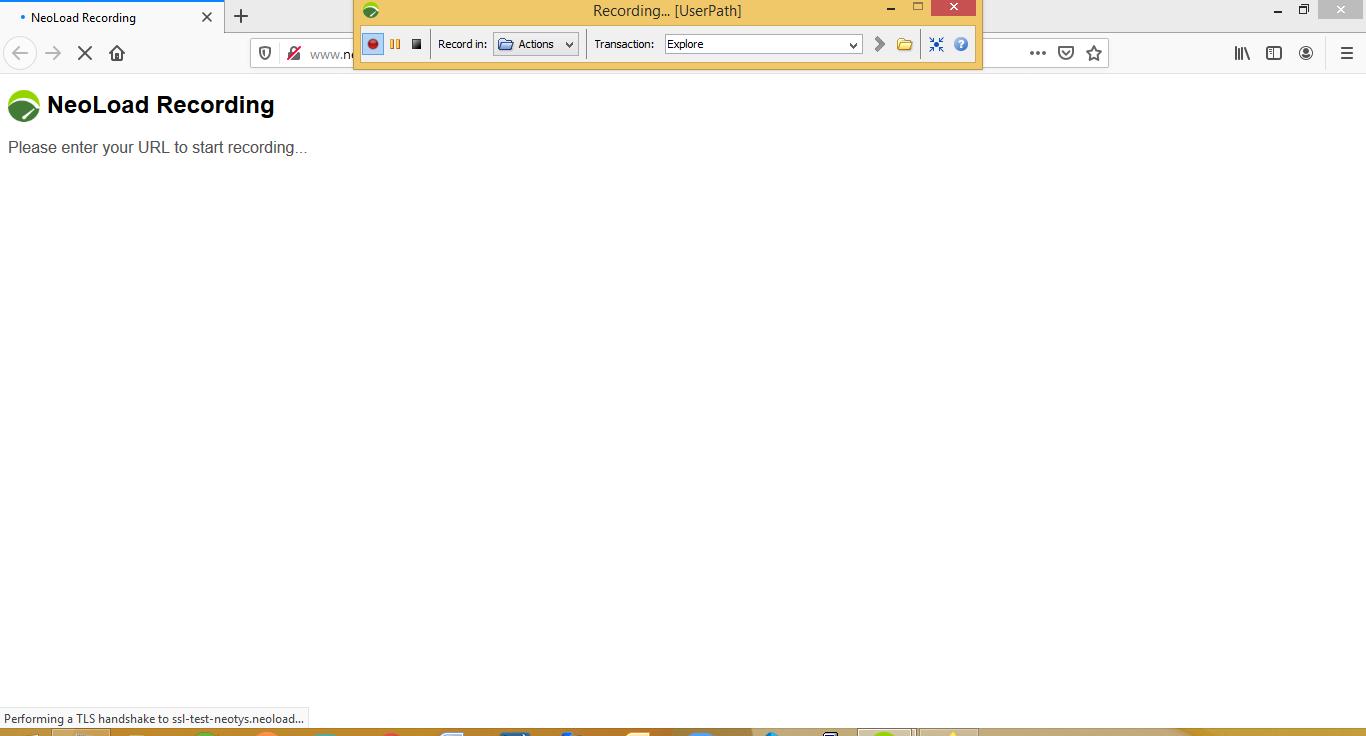 NeoLoad Recording
Recording... [UserPath]
Record in: Actions Transaction: Explore
www.ne
NeoLoad Recording
Please enter your URL to start recording...
Performing a TLS handshake to ssl-test-neotys.neoload...